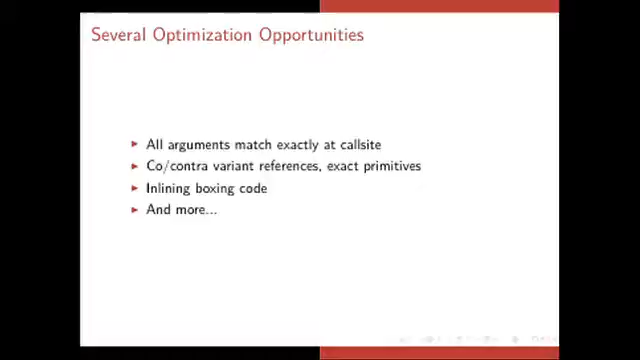 Several Optimization Opportunities
All arguments match exactly at callsite
Co/contra variant references, exact primitives
Inlining boxing code
And more...